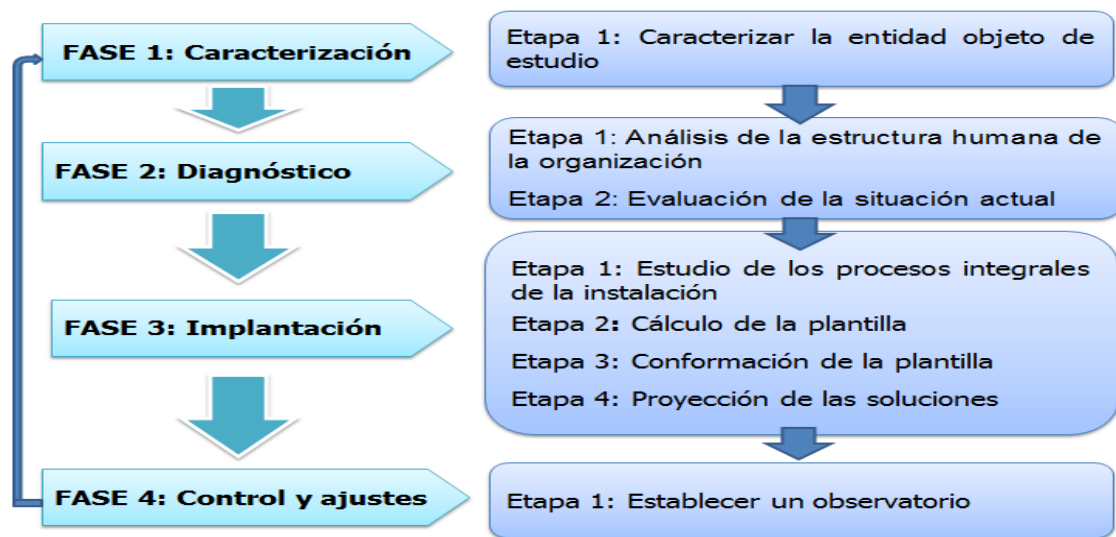 FASE 1: Caracterización
Etapa 1: Caracterizar la entidad objeto de
estudio
FASE 2: Diagnóstico
Etapa 1: Análisis de la estructura humana de
la organización
Etapa 2: Evaluación de la situación actual
FASE 3: Implantación
Etapa 1: Estudio de los procesos integrales
de la instalación
Etapa 2: Cálculo de la plantilla
Etapa 3: Conformación de la plantilla
Etapa 4: Proyección de las soluciones
FASE 4: Control y ajustes
Etapa 1: Establecer un observatorio